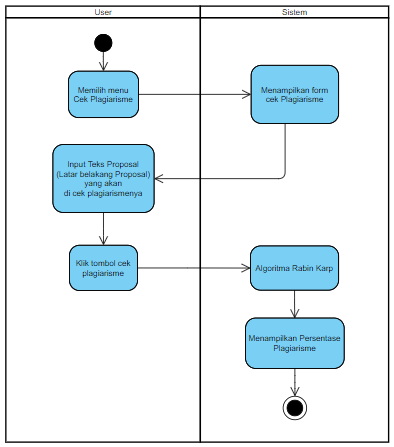 User
Sistem
Memilih menu
Cek Plagiarisme
Menampilkan form
cek Plagiarisme
Input Teks Proposal
(Latar belakang Proposal)
yang akan
di cek plagiarismenya
Klik tombol cek
plagiarisme
Algoritma Rabin Karp
Menampilkan Persentase
Plagiarisme